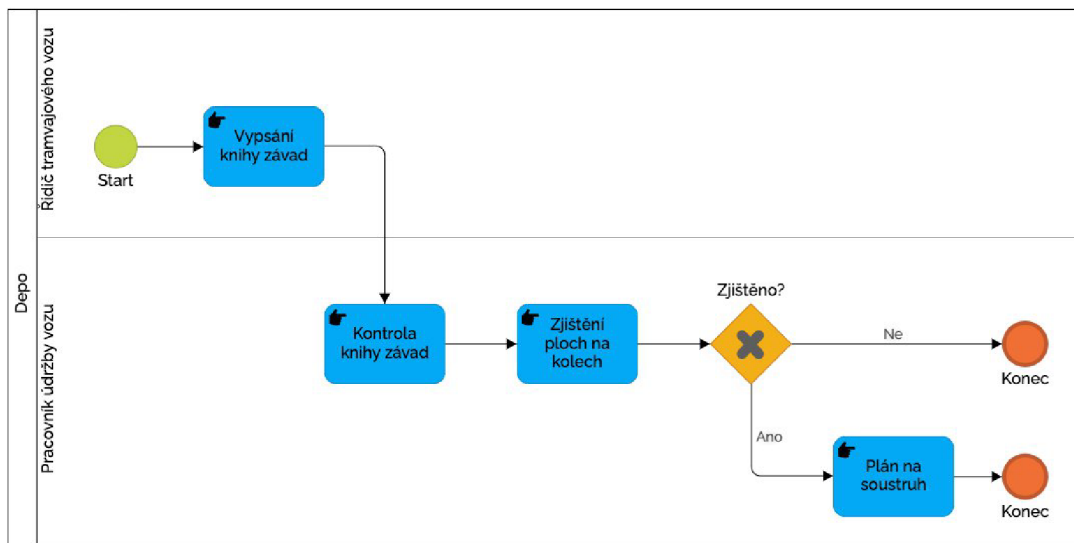 Depo
Řidič tramvajového vozu
Start
Vypsání
knihy závad
Pracovník údržby vozu
Kontrola
knihy závad
Zjištění
ploch na
kolech
Zjištěno?
Ne
Konec
Ano
Plán na
soustruh
Konec